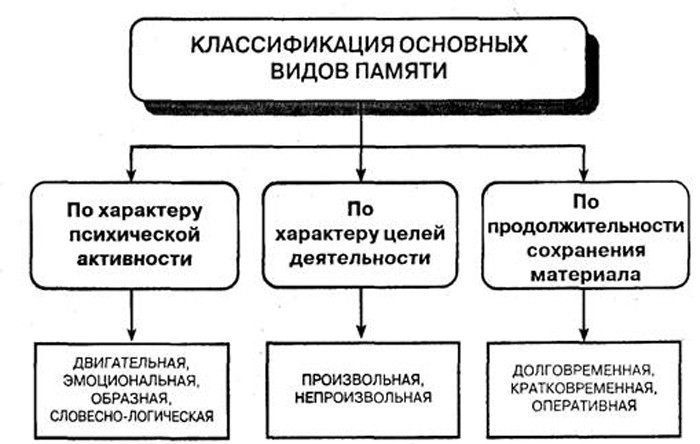 КЛАССИФИКАЦИЯ ОСНОВНЫХ
ВИДОВ ПАМЯТИ
По характеру
психической
активности
По
характеру целей
деятельности
По
продолжительности
сохранения
материала
ДВИГАТЕЛЬНАЯ,
ЭМОЦИОНАЛЬНАЯ,
ОБРАЗНАЯ,
СЛОВЕСНО-ЛОГИЧЕСКАЯ
ПРОИЗВОЛЬНАЯ,
НЕПРОИЗВОЛЬНАЯ
ДОЛГОВРЕМЕННАЯ,
КРАТКОВРЕМЕННАЯ,
ОПЕРАТИВНАЯ